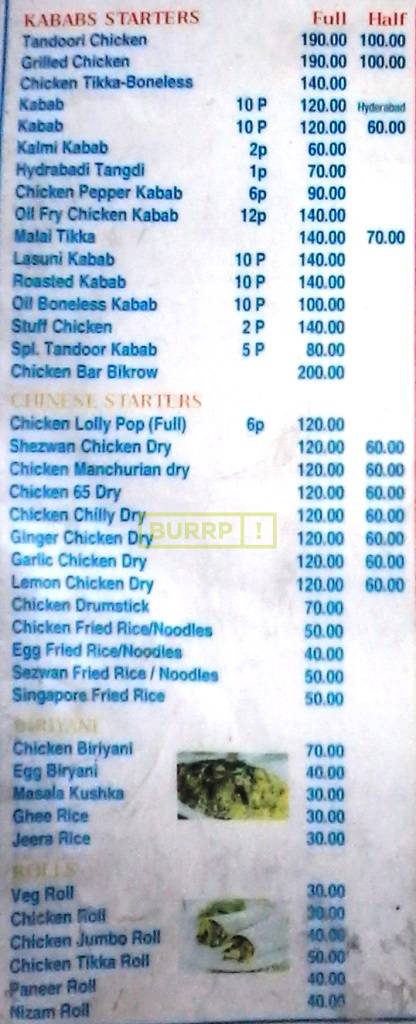 KABABS STARTERS Full Half
Tandoori Chicken 190.00 100.00
Grilled Chicken 190.00 100.00
Chicken Tikka-Boneless 140.00
Kabab 10 P 120.00 Hyderabad
Kabab 10 P 120.00 60.00
Kalmi Kabab 2p 60.00
Hydrabadi Tangdi 1p 70.00
Chicken Pepper Kabab 6p 90.00
Oil Fry Chicken Kabab 12p 140.00
Malai Tikka 140.00 70.00
Lasuni Kabab 10 P 140.00
Roasted Kabab 10 P 140.00
Oil Boneless Kabab 10 P 100.00
Stuff Chicken 2 P 140.00
Spl. Tandoor Kabab 5 P 80.00
Chicken Bar Bikrow 200.00
CHINESE STARTERS
Chicken Lolly Pop (Full) 6p 120.00
Shezwan Chicken Dry 120.00 60.00
Chicken Manchurian dry 120.00 60.00
Chicken 65 Dry 120.00 60.00
Chicken Chilly Dry 120.00 60.00
BURRP!
Ginger Chicken Dry 120.00 60.00
Garlic Chicken Dry 120.00 60.00
Lemon Chicken Dry 120.00 60.00
Chicken Drumstick 70.00
Chicken Fried Rice/Noodles 50.00
Egg Fried Rice/Noodles 40.00
Sezwan Fried Rice / Noodles 50.00
Singapore Fried Rice 50.00
BIRIYANI
Chicken Biriyani 70.00
Egg Biryani 40.00
Masala Kushka 30.00
Ghee Rice 30.00
Jeera Rice 30.00
ROLLS
Veg Roll 30.00
Chicken Roll 30.00
Chicken Jumbo Roll 40.00
Chicken Tikka Roll 50.00
Paneer Roll 40.00
Nizam Roll 40.00